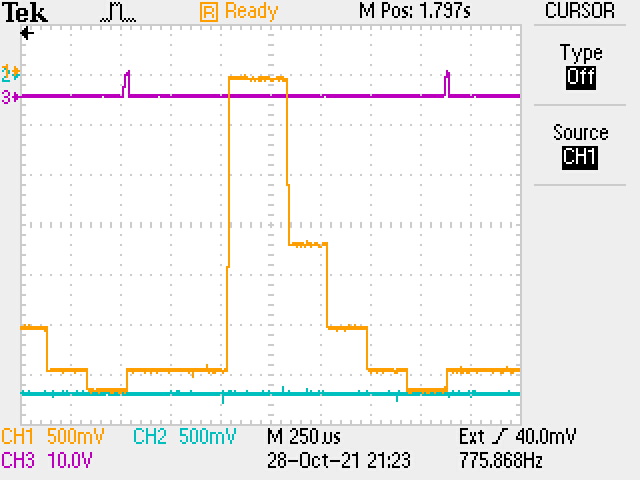 Tek R Ready M Pos: 1.797s CURSOR
Type
Off
Source
CH1
1
2
3
CH1 500mV CH2 500mV M 250µs Ext 40.0mV
CH3 10.0V 28-Oct-21 21:23 775.868Hz